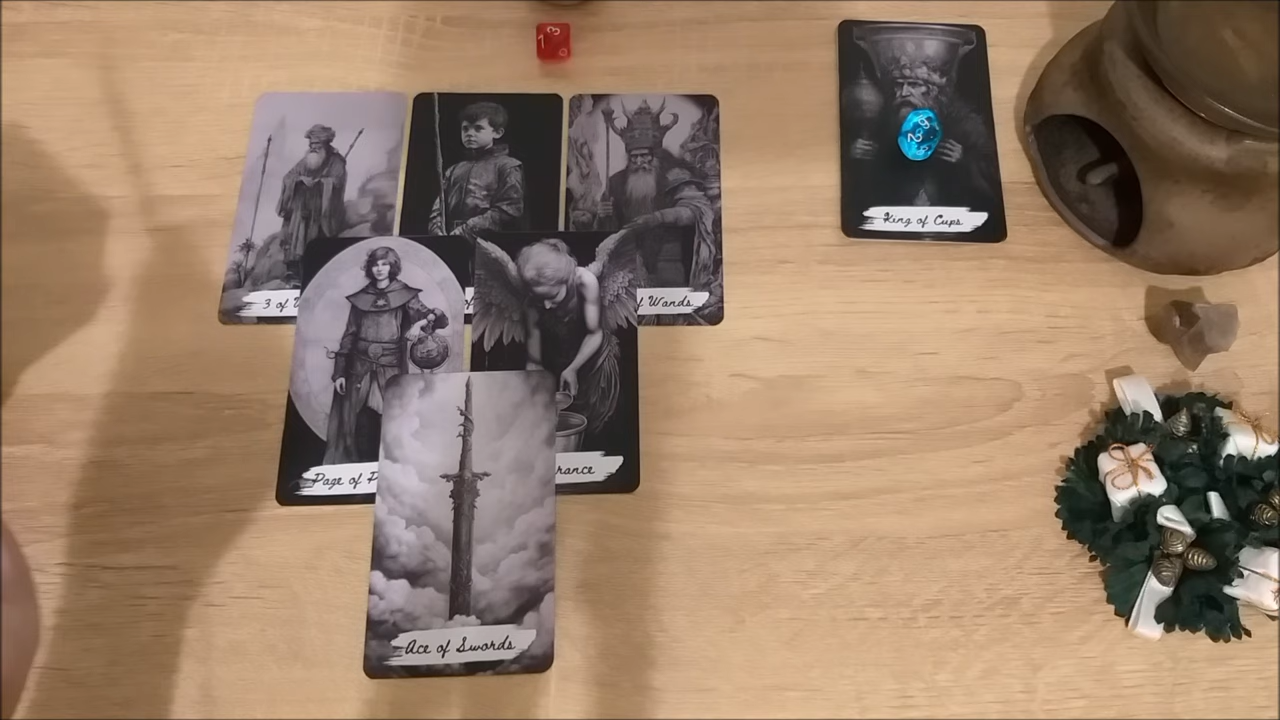 King of Cups
3 of
f Wands
Page of P
rance
Ace of Swords